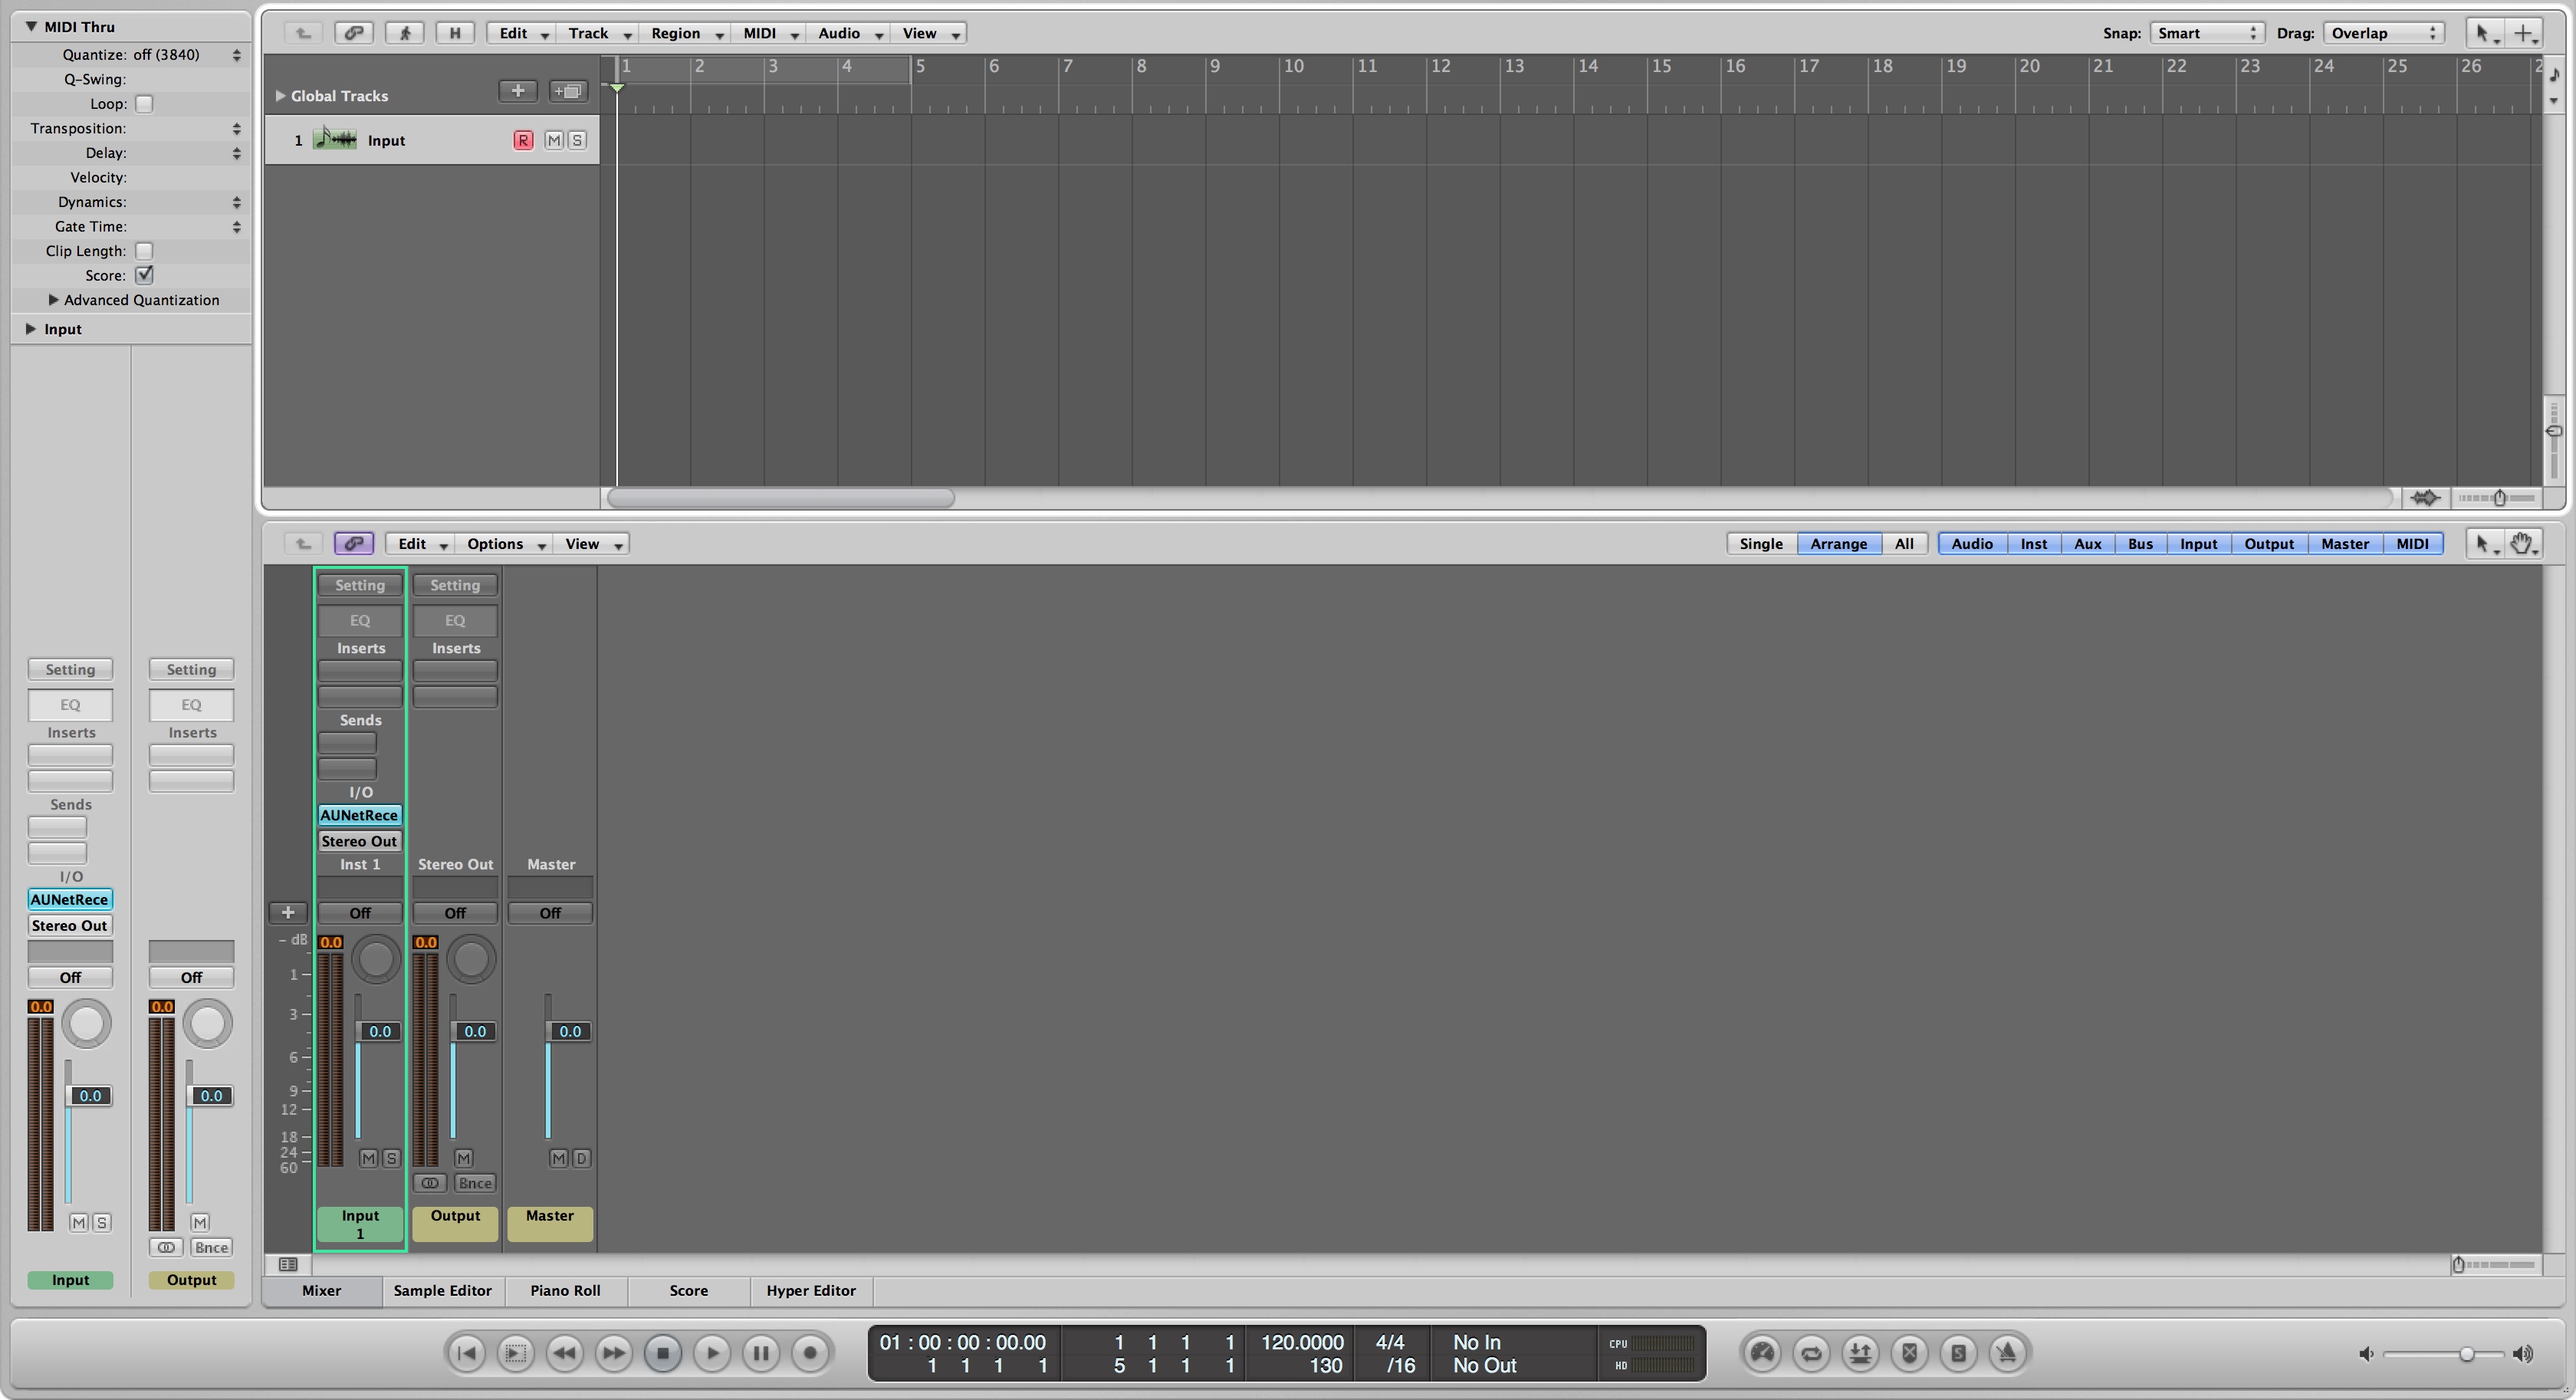 MIDI Thru
Quantize: off (3840)
Q-Swing:
Loop:
Transposition:
Delay:
Velocity:
Dynamics:
Gate Time:
Clip Length:
Score:
Advanced Quantization
Input
Setting Setting
EQ EQ
Inserts Inserts
Sends
I/O
AUNetRece
Stereo Out
Off Off
0.0 0.0
0.0 0.0
M S M
Bnce
Input Output
H Edit Track Region MIDI Audio View Snap: Smart Drag: Overlap
Global Tracks
1 2 3 4 5 6 7 8 9 10 11 12 13 14 15 16 17 18 19 20 21 22 23 24 25 26 2
1 Input R M S
Edit Options View Single Arrange All Audio Inst Aux Bus Input Output Master MIDI
Setting Setting
EQ EQ
Inserts Inserts
Sends
I/O
AUNetRece
Stereo Out
Inst 1 Stereo Out Master
Off Off Off
dB 0.0 0.0
1
3
0.0 0.0 0.0
6
9
12
18
24
60
M S M M D
Bnce
Input
1
Output Master
Mixer Sample Editor Piano Roll Score Hyper Editor
01 : 00 : 00 : 00.00 1 1 1 1 120.0000 4/4 No In CPU
1 1 1 1 5 1 1 1 130 /16 No Out HD
S